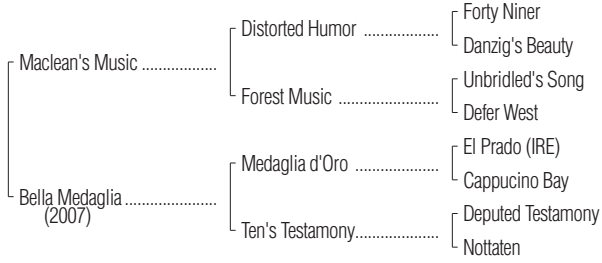 Forty Niner
Distorted Humor ..................
Danzig's Beauty
Maclean's Music ..................
Unbridled's Song
Forest Music ........................
Defer West
El Prado (IRE)
Medaglia d'Oro ....................
Cappucino Bay
Bella Medaglia ......................
(2007)
Deputed Testamony
Ten's Testamony....................
Nottaten